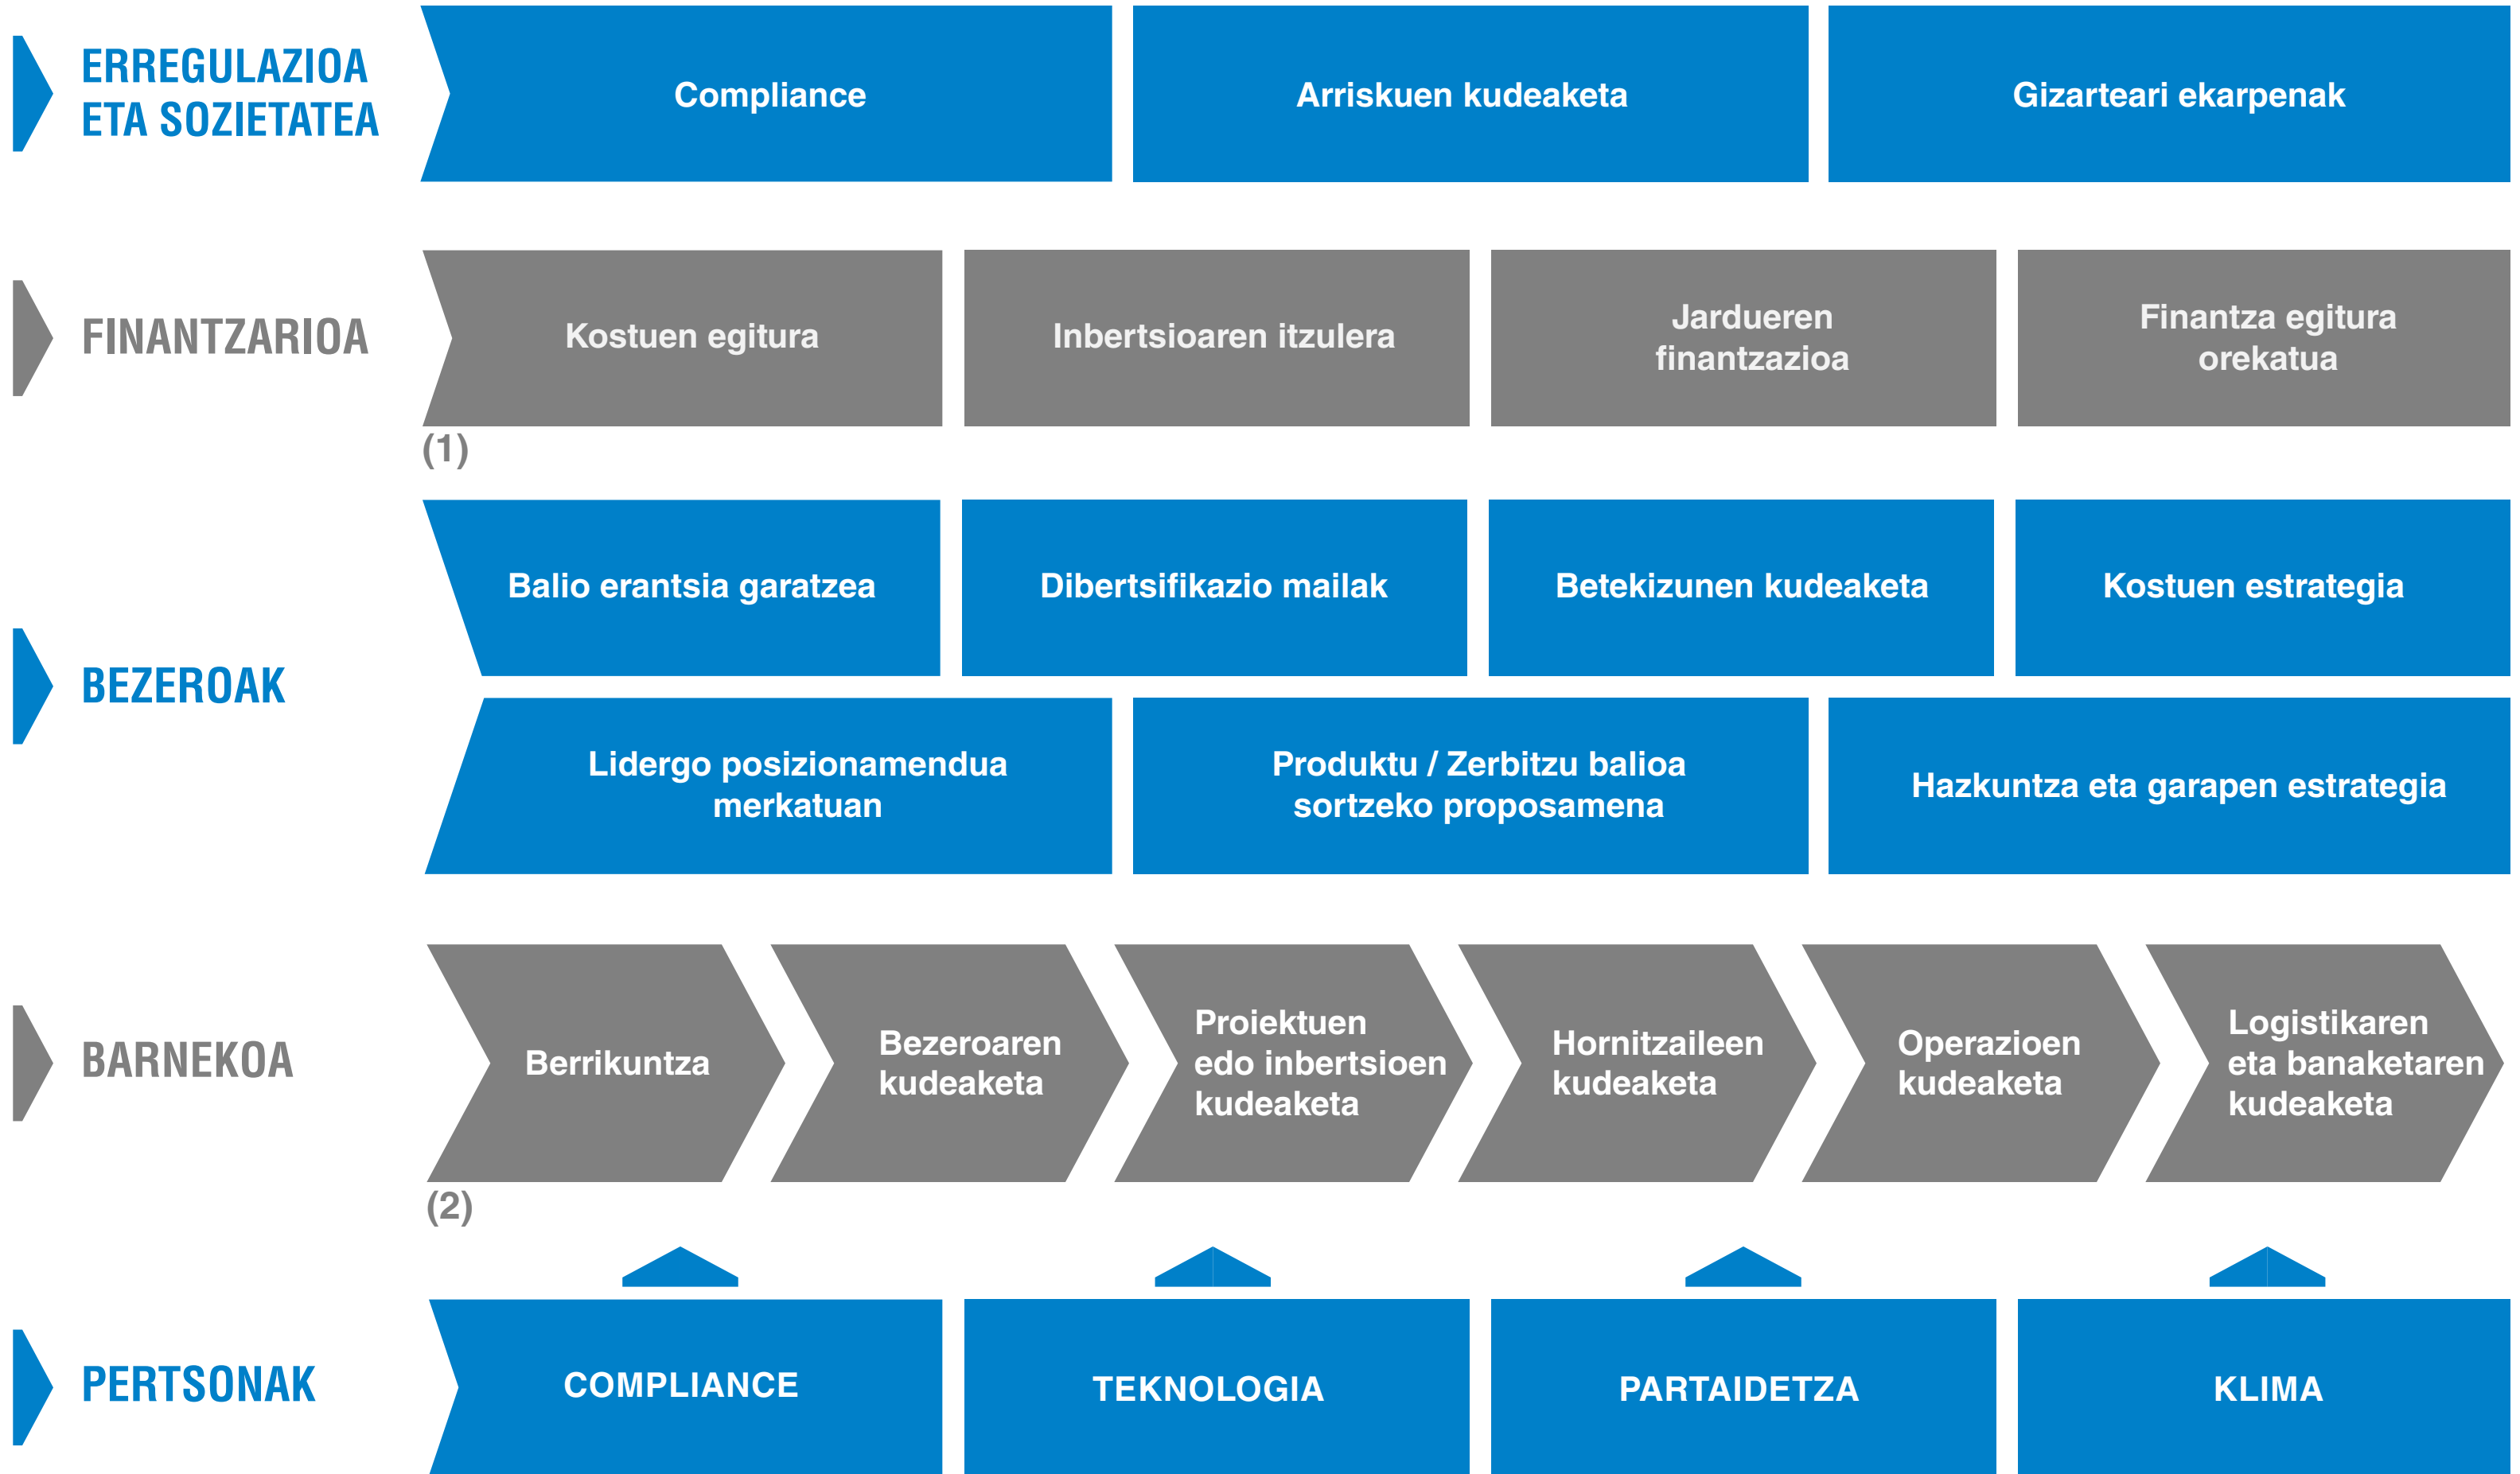 ERREGULAZIOA
ETA SOZIETATEA
Compliance
Arriskuen kudeaketa
Gizarteari ekarpenak
FINANTZARIOA
Kostuen egitura
Inbertsioaren itzulera
Jardueren
finantzazioa
Finantza egitura
orekatua
(1)
BEZEROAK
Balio erantsia garatzea
Dibertsifikazio mailak
Betekizunen kudeaketa
Kostuen estrategia
Lidergo posizionamendua
merkatuan
Produktu / Zerbitzu balioa
sortzeko proposamena
Hazkuntza eta garapen estrategia
BARNEKOA
Berrikuntza
Bezeroaren
kudeaketa
Proiektuen
edo inbertsioen
kudeaketa
Hornitzaileen
kudeaketa
Operazioen
kudeaketa
Logistikaren
eta banaketaren
kudeaketa
(2)
PERTSONAK
COMPLIANCE
TEKNOLOGIA
PARTAIDETZA
KLIMA